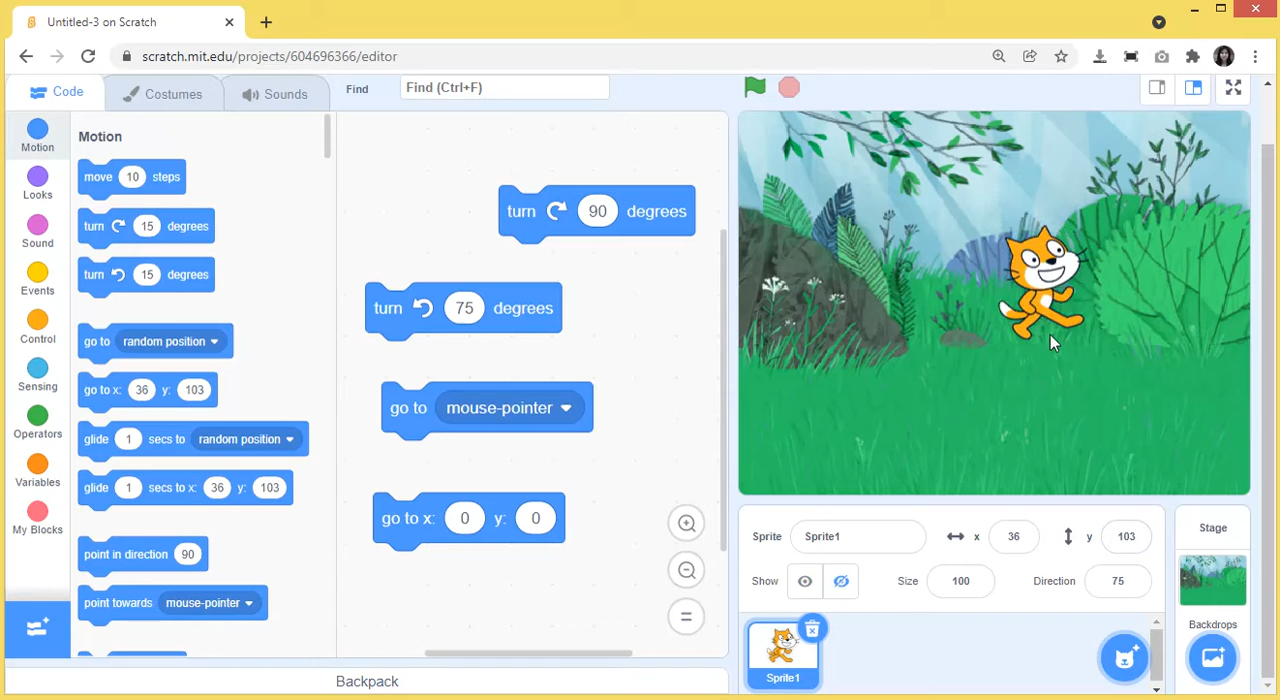 Untitled-3 on Scratch
scratch.mit.edu/projects/604696366/editor
Code
Costumes
Sounds
Find
Find (Ctrl+F)
Motion
Looks
Sound
Events
Control
Sensing
Operators
Variables
My Blocks
Motion
move 10 steps
turn 15 degrees
turn 15 degrees
go to random position
go to x: 36 y: 103
glide 1 secs to random position
glide 1 secs to x: 36 y: 103
point in direction 90
point towards mouse-pointer
turn 90 degrees
turn 75 degrees
go to mouse-pointer
go to x: 0 y: 0
Backpack
Sprite Sprite1 x 36 y 103
Show Size 100 Direction 75
Sprite1
Stage
Backdrops